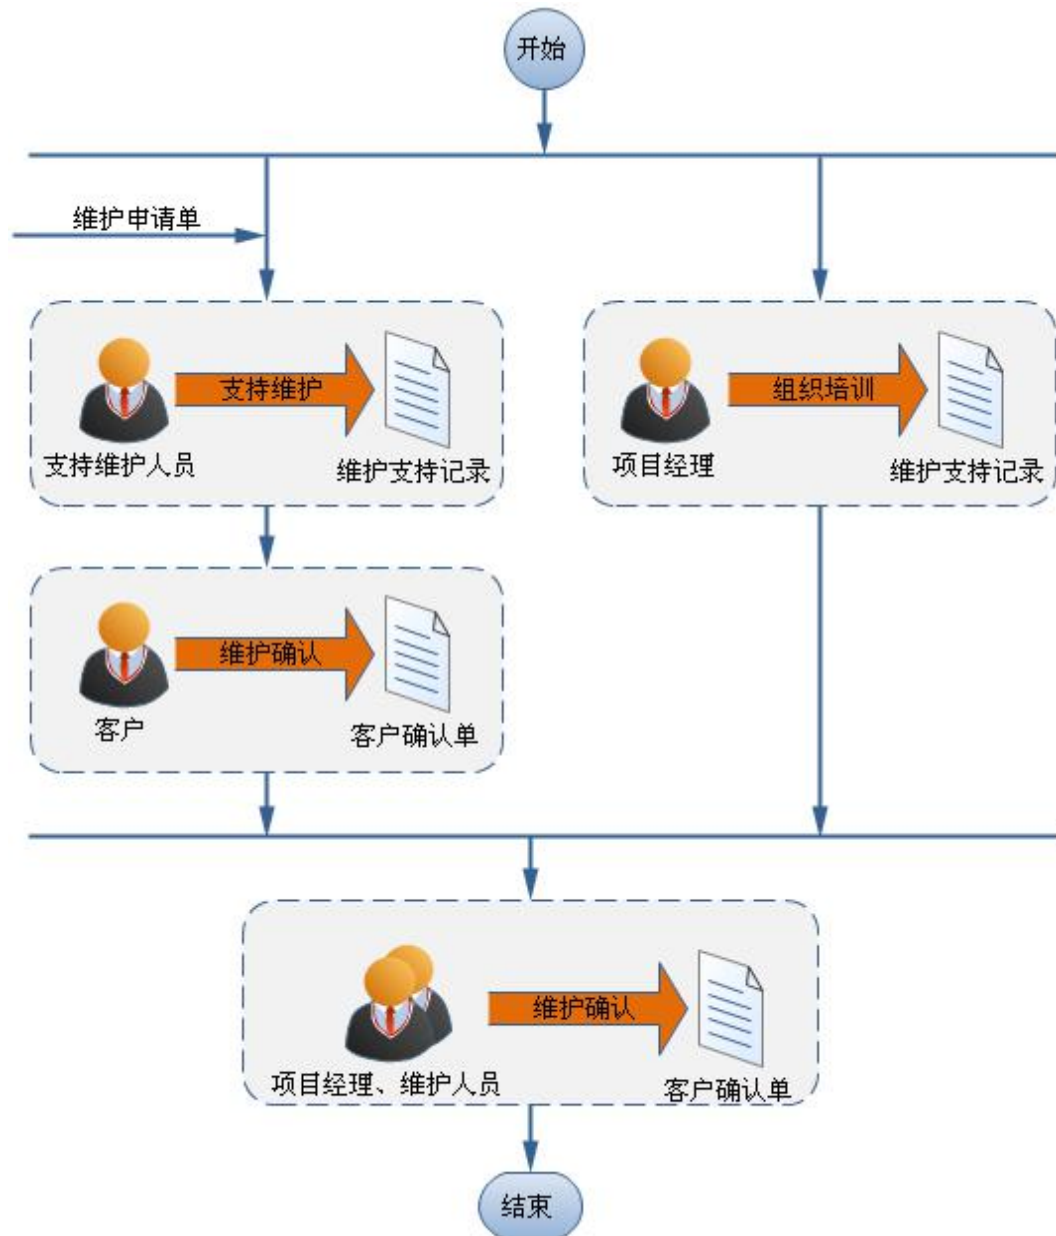 开始
维护申请单
支持维护
支持维护人员
维护支持记录
组织培训
项目经理
维护支持记录
维护确认
客户
客户确认单
维护确认
项目经理、维护人员
客户确认单
结束